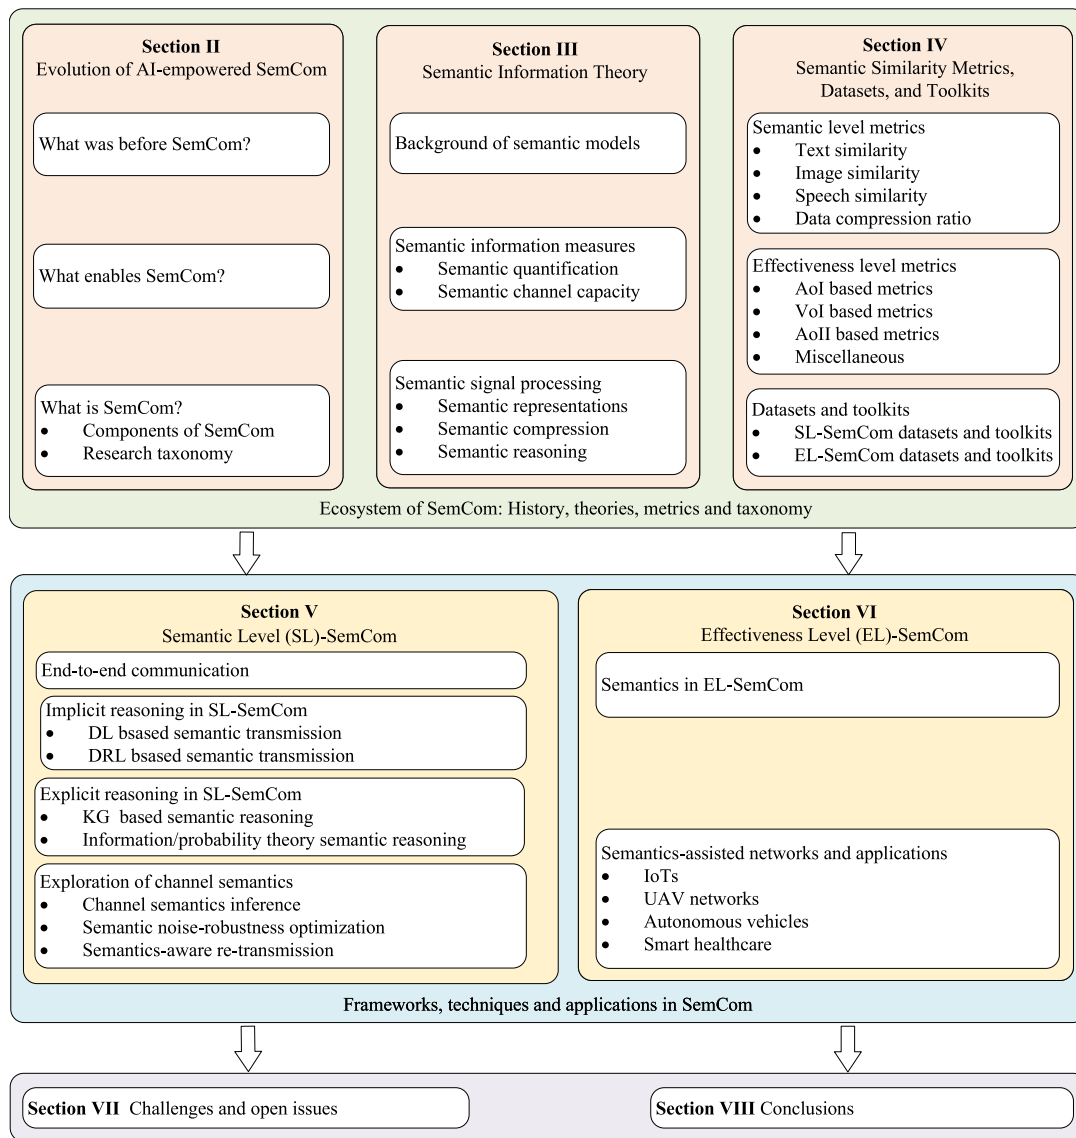 Section II
Evolution of AI-empowered SemCom
What was before SemCom?
What enables SemCom?
What is SemCom?
• Components of SemCom
• Research taxonomy
Section III
Semantic Information Theory
Background of semantic models
Semantic information measures
• Semantic quantification
• Semantic channel capacity
Semantic signal processing
• Semantic representations
• Semantic compression
• Semantic reasoning
Section IV
Semantic Similarity Metrics,
Datasets, and Toolkits
Semantic level metrics
• Text similarity
• Image similarity
• Speech similarity
• Data compression ratio
Effectiveness level metrics
• AoI based metrics
• VoI based metrics
• AoII based metrics
• Miscellaneous
Datasets and toolkits
• SL-SemCom datasets and toolkits
• EL-SemCom datasets and toolkits
Ecosystem of SemCom: History, theories, metrics and taxonomy
Section V
Semantic Level (SL)-SemCom
End-to-end communication
Implicit reasoning in SL-SemCom
• DL bsased semantic transmission
• DRL bsased semantic transmission
Explicit reasoning in SL-SemCom
• KG based semantic reasoning
• Information/probability theory semantic reasoning
Exploration of channel semantics
• Channel semantics inference
• Semantic noise-robustness optimization
• Semantics-aware re-transmission
Section VI
Effectiveness Level (EL)-SemCom
Semantics in EL-SemCom
Semantics-assisted networks and applications
• IoTs
• UAV networks
• Autonomous vehicles
• Smart healthcare
Frameworks, techniques and applications in SemCom
Section VII Challenges and open issues
Section VIII Conclusions